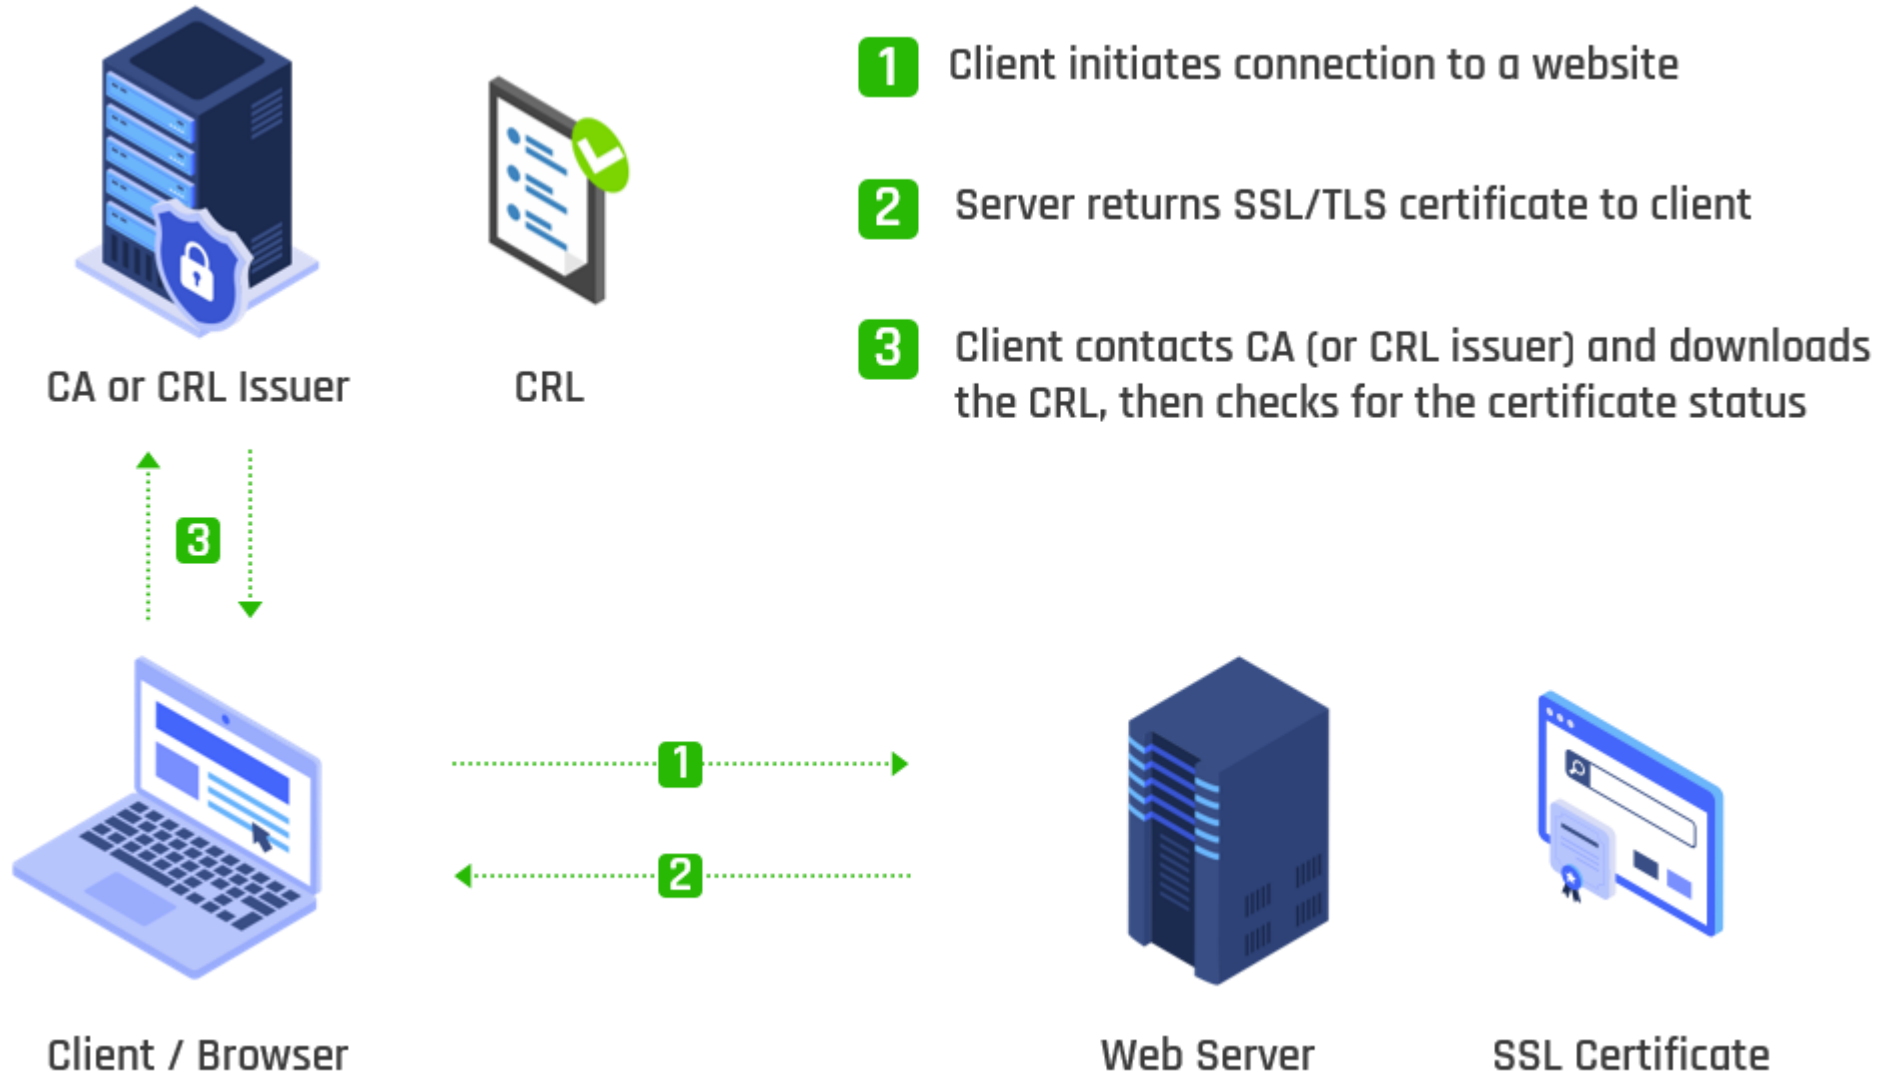 1 Client initiates connection to a website
2 Server returns SSL/TLS certificate to client
3 Client contacts CA (or CRL issuer) and downloads
the CRL, then checks for the certificate status
CA or CRL Issuer
CRL
3
1
2
Client / Browser
Web Server
SSL Certificate